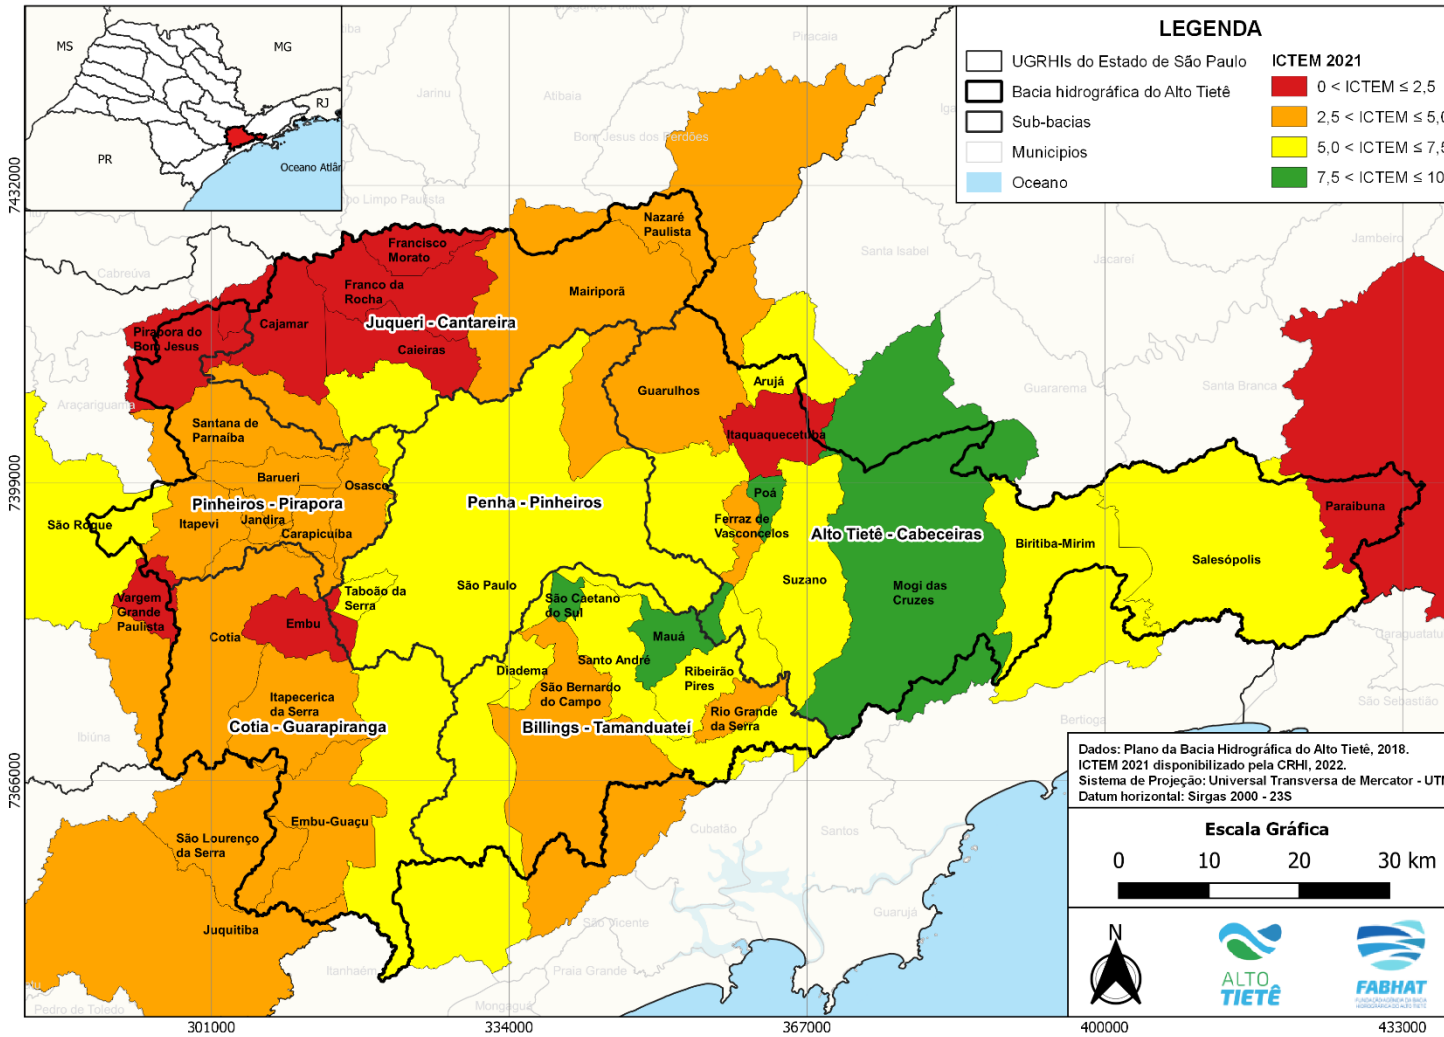 MS
MG
RJ
PR
Oceano Atlân
LEGENDA
UGRHIs do Estado de São Paulo
Bacia hidrográfica do Alto Tietê
Sub-bacias
Municipios
Oceano
ICTEM 2021
0 < ICTEM ≤ 2,5
2,5 < ICTEM ≤ 5,0
5,0 < ICTEM ≤ 7,5
7,5 < ICTEM ≤ 10
Piracaia
Jarinu
Atibaia
Bom Jesus dos Perdões
po Limpo Paulista
Cabreúva
Santa Isabel
Jambeiro
Jacareí
Guararema
Santa Branca
Araçariguama
Nazaré
Paulista
Francisco
Morato
Franco da
Rocha
Mairiporã
Pirapora do
Bom Jesus
Cajamar
Juqueri - Cantareira
Caieiras
Guarulhos
Arujá
Santana de
Parnaíba
Itaquaquecetuba
Barueri
Osasco
Poá
Pinheiros - Pirapora
Penha - Pinheiros
Paraibuna
São Roque
Itapevi
Jandira
Carapicuíba
Ferraz de
Vasconcelos
Alto Tietê - Cabeceiras
Biritiba-Mirim
Salesópolis
São Paulo
Suzano
Mogi das
Cruzes
Taboão da
Serra
São Caetano
do Sul
Vargem
Grande
Paulista
Cotia
Embu
Mauá
Caraguatatu
Diadema
Santo André
Ribeirão
Pires
São Bernardo
do Campo
Itapecerica
da Serra
Rio Grande
da Serra
Cotia - Guarapiranga
Billings - Tamanduateí
Ibiúna
Bertioga
São Sebastião
Embu-Guaçu
São Lourenço
da Serra
Cubatão
Santos
Juquitiba
São Vicente
Guarujá
Itanhaém
Praia Grande
Mongaguá
Pedro de Toledo
Dados: Plano da Bacia Hidrográfica do Alto Tietê, 2018.
ICTEM 2021 disponibilizado pela CRHI, 2022.
Sistema de Projeção: Universal Transversa de Mercator - UTM
Datum horizontal: Sirgas 2000 - 23S
Escala Gráfica
0 10 20 30 km
N
ALTO
TIETÊ
FABHAT
FUNDAÇÃO AGÊNCIA DA BACIA
HIDROGRÁFICA DO ALTO TIETÊ
7432000
7399000
7366000
301000 334000 367000 400000 433000